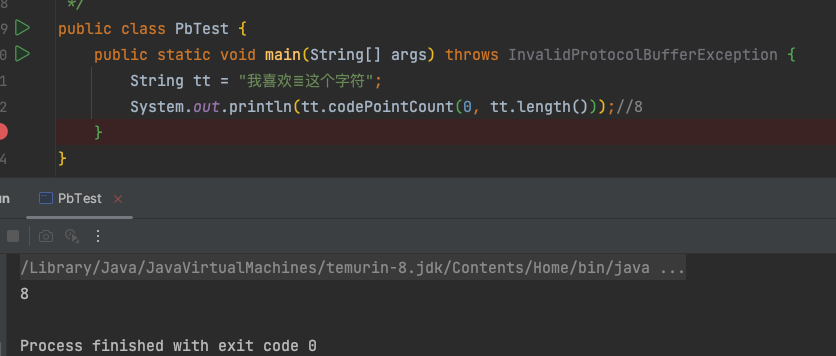 8 */
9 public class PbTest {
0 public static void main(String[] args) throws InvalidProtocolBufferException {
1 String tt = "我喜欢𝌆这个字符";
2 System.out.println(tt.codePointCount(0, tt.length()));//8
}
4 }
un PbTest ×
/Library/Java/JavaVirtualMachines/temurin-8.jdk/Contents/Home/bin/java ...
8
Process finished with exit code 0